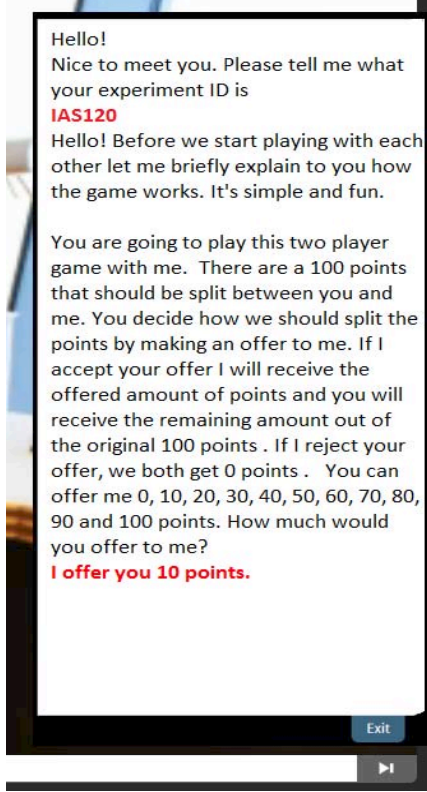 Hello!
Nice to meet you. Please tell me what
your experiment ID is
IAS120
Hello! Before we start playing with each
other let me briefly explain to you how
the game works. It's simple and fun.
You are going to play this two player
game with me.  There are a 100 points
that should be split between you and
me. You decide how we should split the
points by making an offer to me. If I
accept your offer I will receive the
offered amount of points and you will
receive the remaining amount out of
the original 100 points . If I reject your
offer, we both get 0 points .   You can
offer me 0, 10, 20, 30, 40, 50, 60, 70, 80,
90 and 100 points. How much would
you offer to me?
I offer you 10 points.
Exit